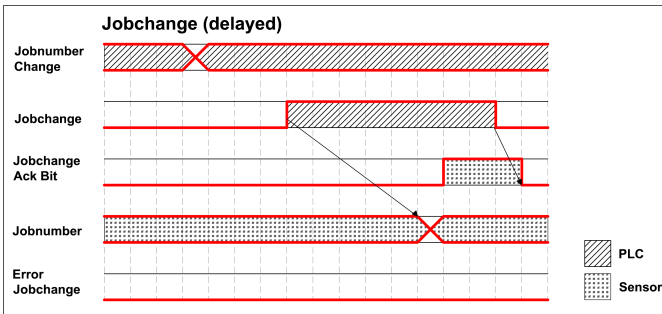 Jobchange (delayed)
Jobnumber
Change
Jobchange
Jobchange
Ack Bit
Jobnumber
Error
Jobchange
PLC
Sensor